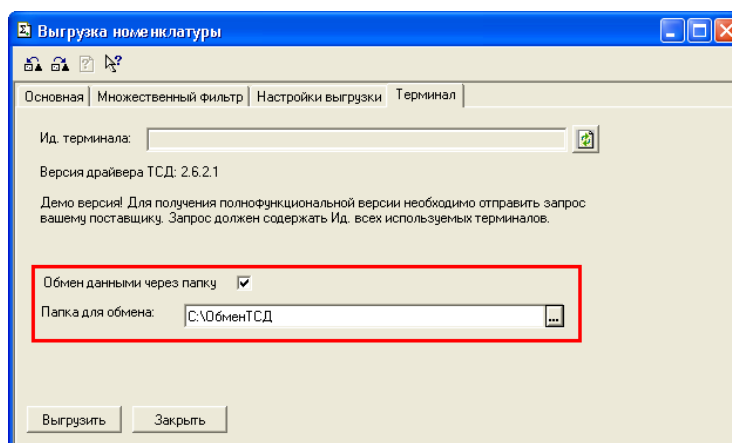 Выгрузка номенклатуры
Основная Множественный фильтр Настройки выгрузки Терминал
Ид. терминала:
Версия драйвера ТСД: 2.6.2.1
Демо версия! Для получения полнофункциональной версии необходимо отправить запрос
вашему поставщику. Запрос должен содержать Ид. всех используемых терминалов.
Обмен данными через папку
Папка для обмена: C:\ОбменТСД ...
Выгрузить Закрыть